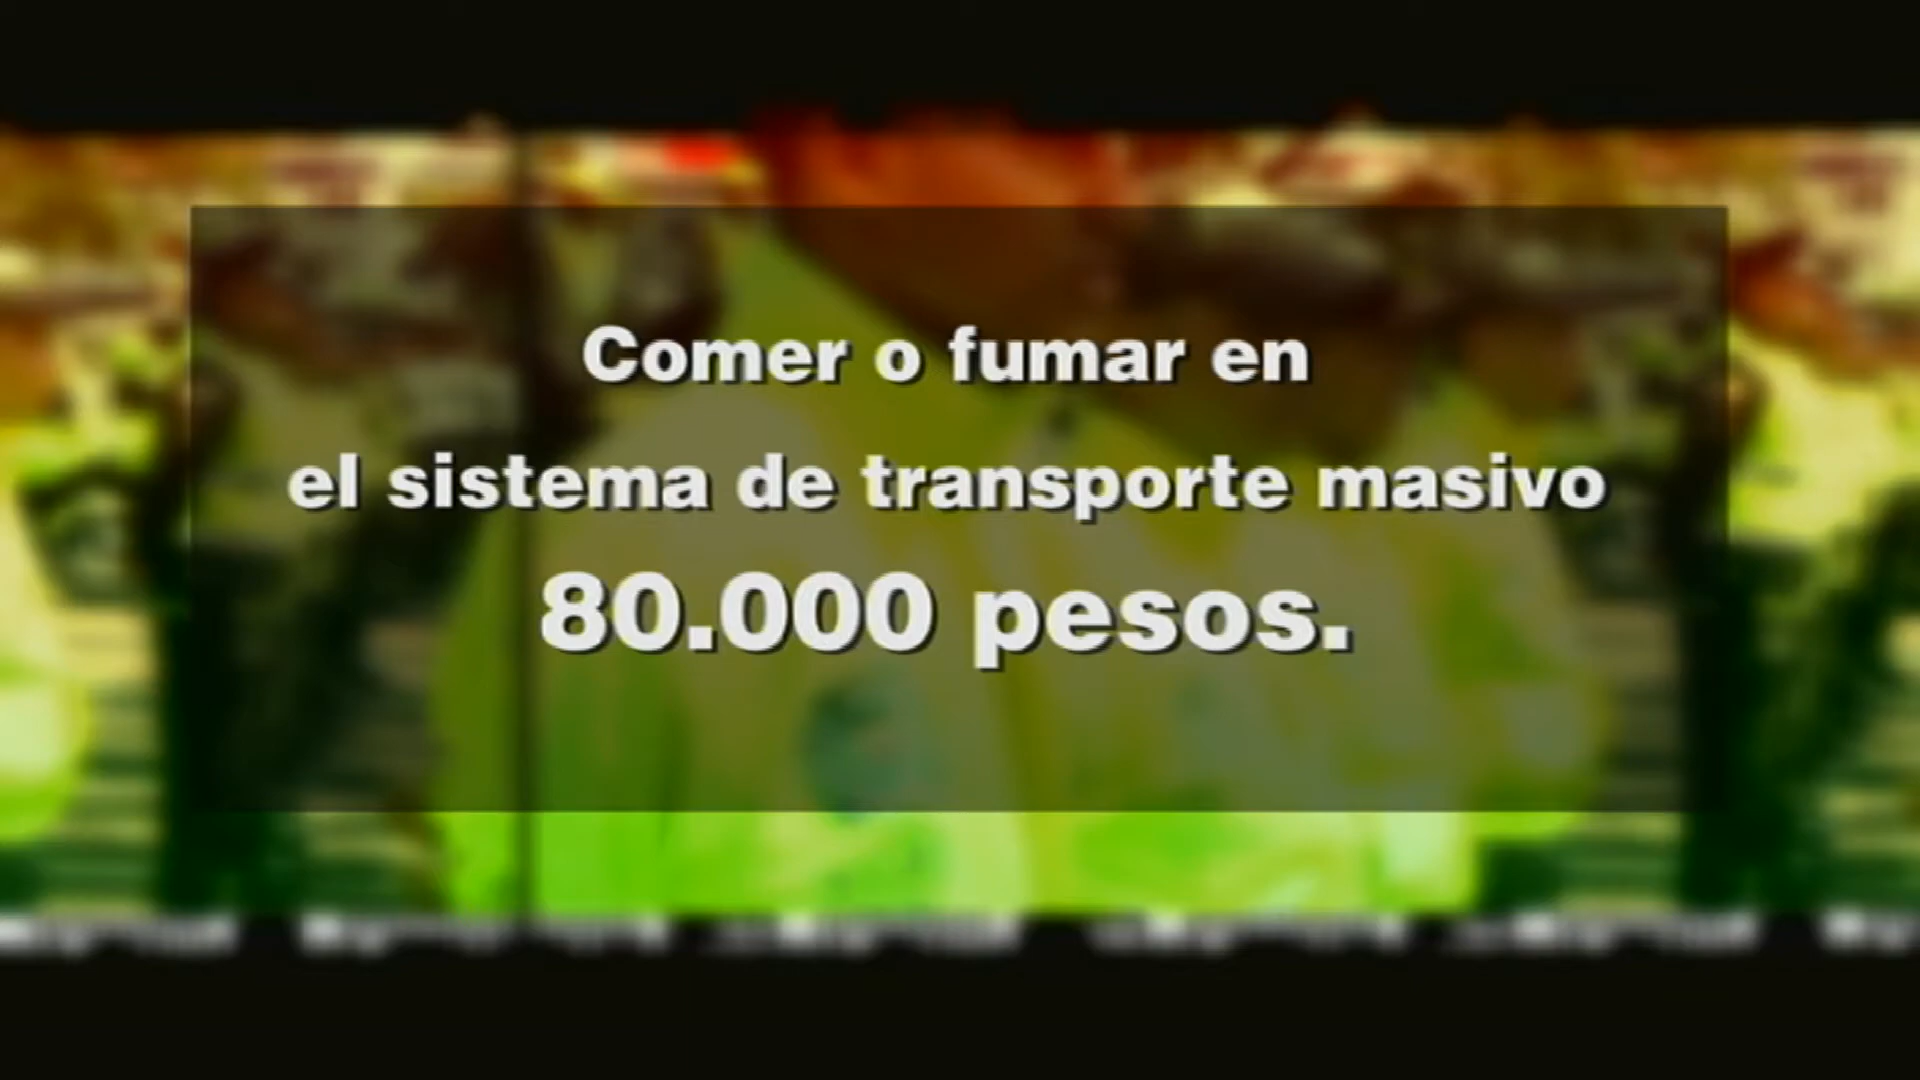 Comer o fumar en
el sistema de transporte masivo
80.000 pesos.